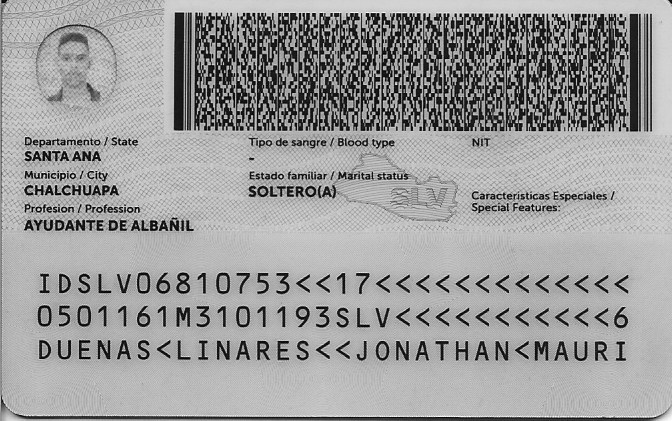 Departamento / State
SANTA ANA
Municipio / City
CHALCHUAPA
Profesion / Profession
AYUDANTE DE ALBAÑIL
Tipo de sangre / Blood type
-
Estado familiar / Marital status
SOLTERO(A)
SLV
NIT
Caracteristicas Especiales /
Special Features:
IDSLV06810753<<17<<<<<<<<<<<<<
0501161M3101193SLV<<<<<<<<<<<6
DUENAS<LINARES<<JONATHAN<MAURI